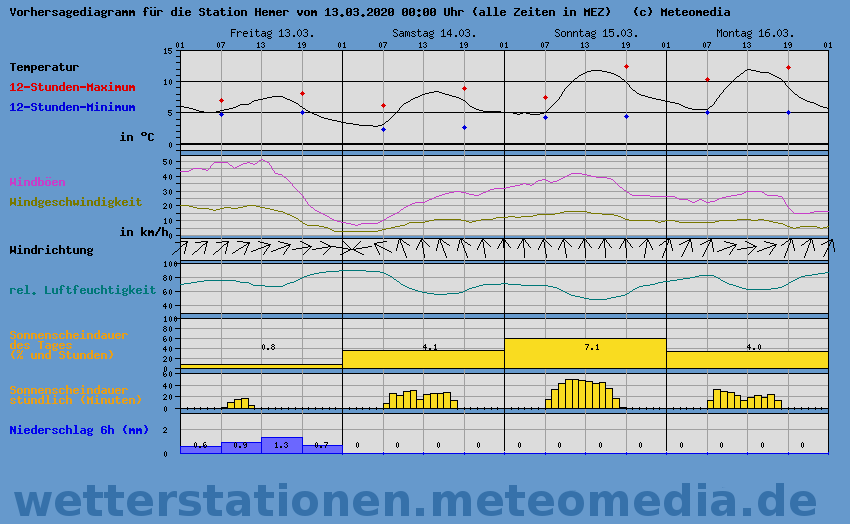 Vorhersagediagramm für die Station Hemer vom 13.03.2020 00:00 Uhr (alle Zeiten in MEZ) (c) Meteomedia
Freitag 13.03. Samstag 14.03. Sonntag 15.03. Montag 16.03.
01 07 13 19 01 07 13 19 01 07 13 19 01 07 13 19 01
Temperatur
12-Stunden-Maximum
12-Stunden-Minimum
in °C
15
10
5
0
Windböen
Windgeschwindigkeit
in km/h
50
40
30
20
10
0
Windrichtung
rel. Luftfeuchtigkeit
100
80
60
40
Sonnenscheindauer
des Tages
(% und Stunden)
100
80
60
40
20
0
0.8 4.1 7.1 4.0
Sonnenscheindauer
stündlich (Minuten)
60
40
20
0
Niederschlag 6h (mm)
2
0
0.6 0.9 1.3 0.7 0 0 0 0 0 0 0 0 0 0 0 0
wetterstationen.meteomedia.de